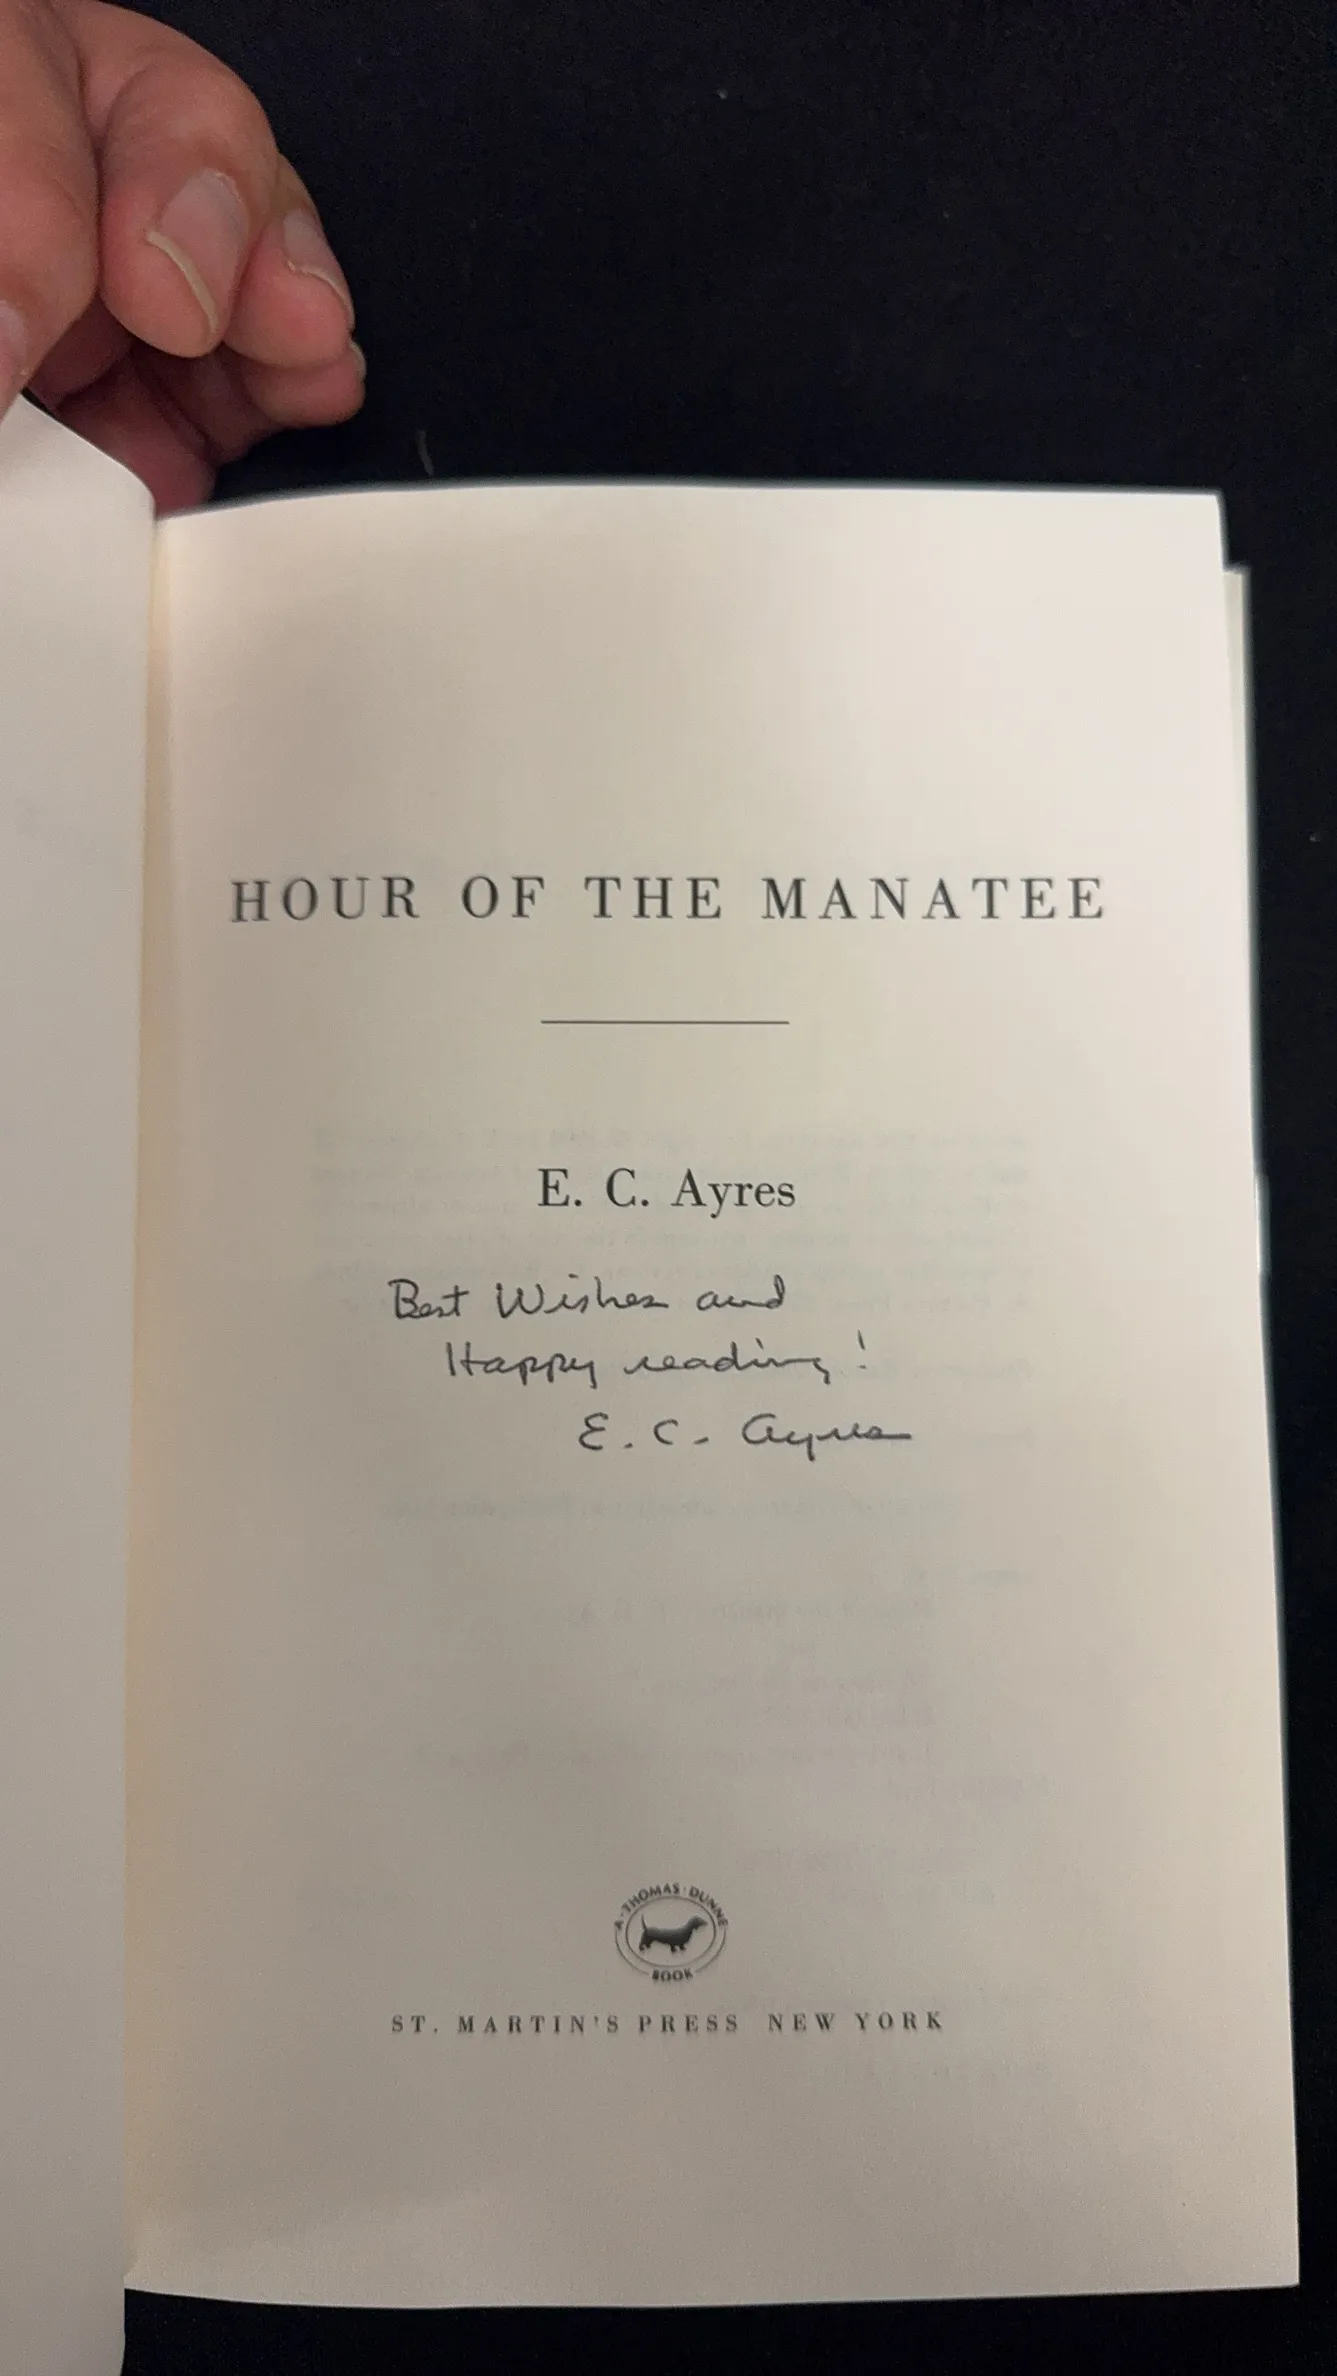 HOUR OF THE MANATEE
E. C. Ayres
Best Wishes and
Happy reading!
E. C. Ayres
A · THOMAS · DUNNE
BOOK
ST. MARTIN'S PRESS NEW YORK